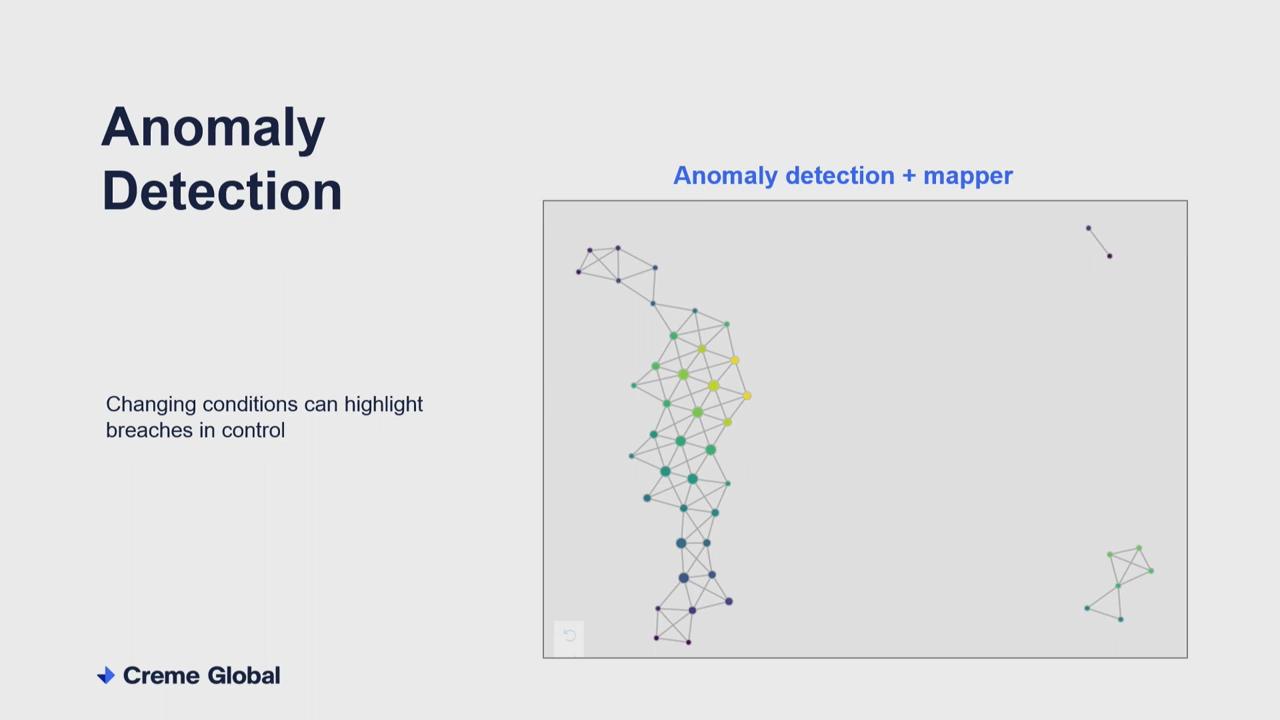 Anomaly
Detection
Anomaly detection + mapper
Changing conditions can highlight
breaches in control
Creme Global